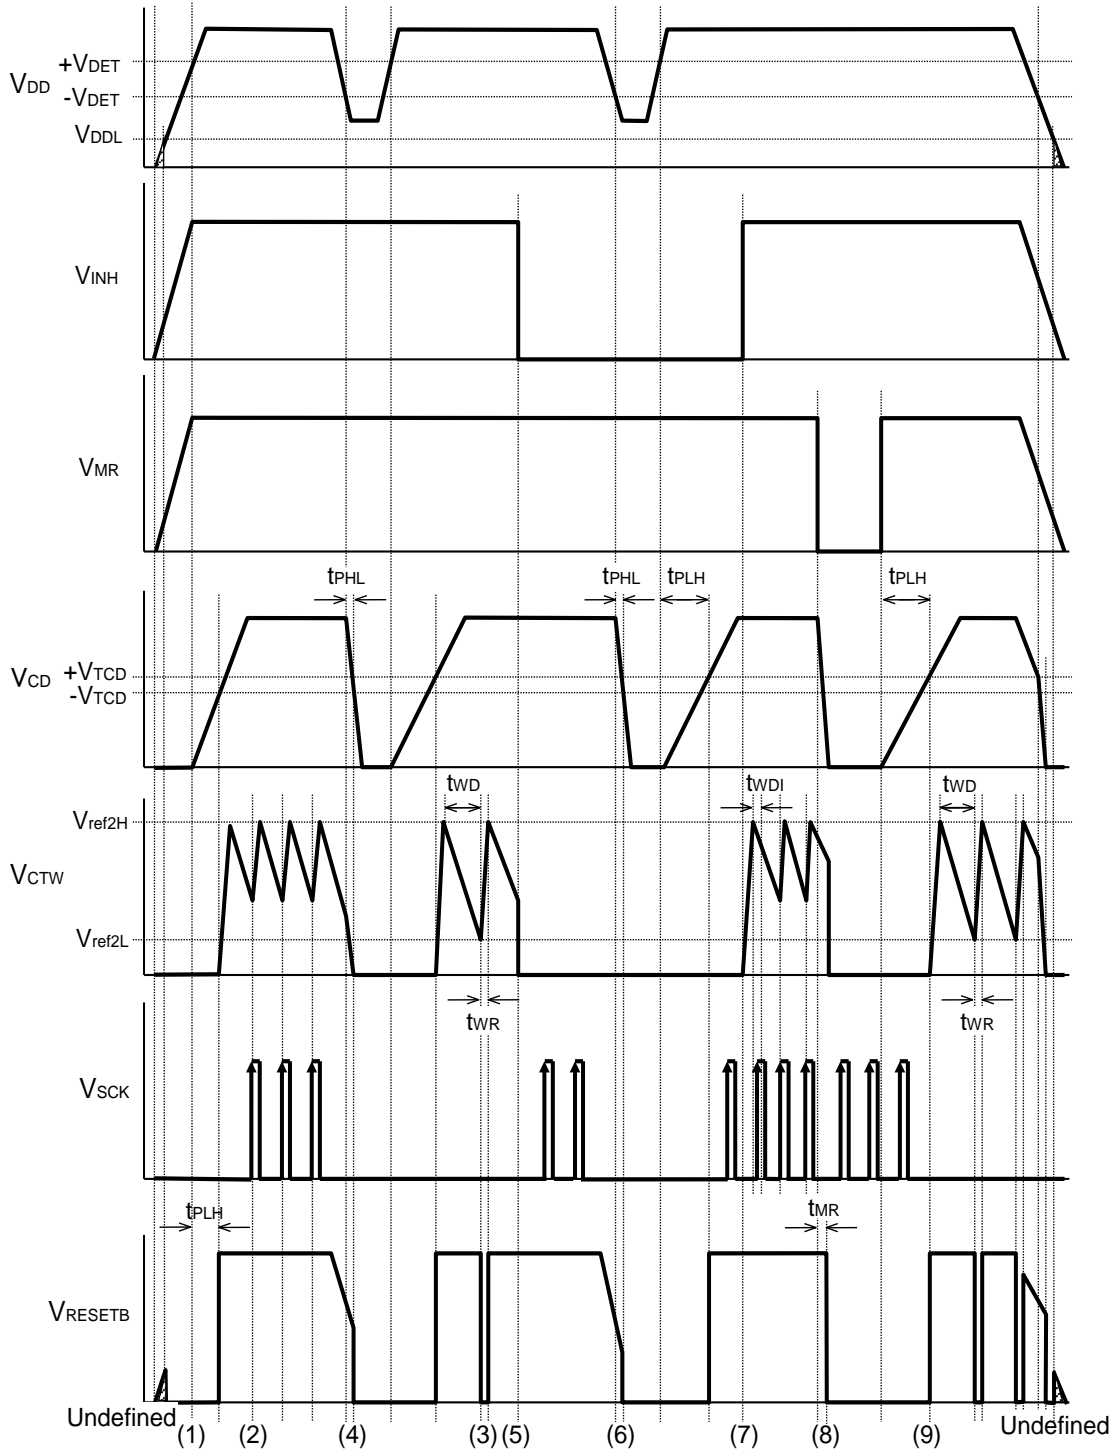 VDD
+VDET
-VDET
VDDL
VINH
VMR
tPHL tPHL tPLH tPLH
VCD
+VTCD
-VTCD
tWD tWDI tWD
Vref2H
VCTW
Vref2L
tWR tWR
VSCK
tPLH tMR
VRESETB
Undefined Undefined
(1) (2) (4) (3) (5) (6) (7) (8) (9)